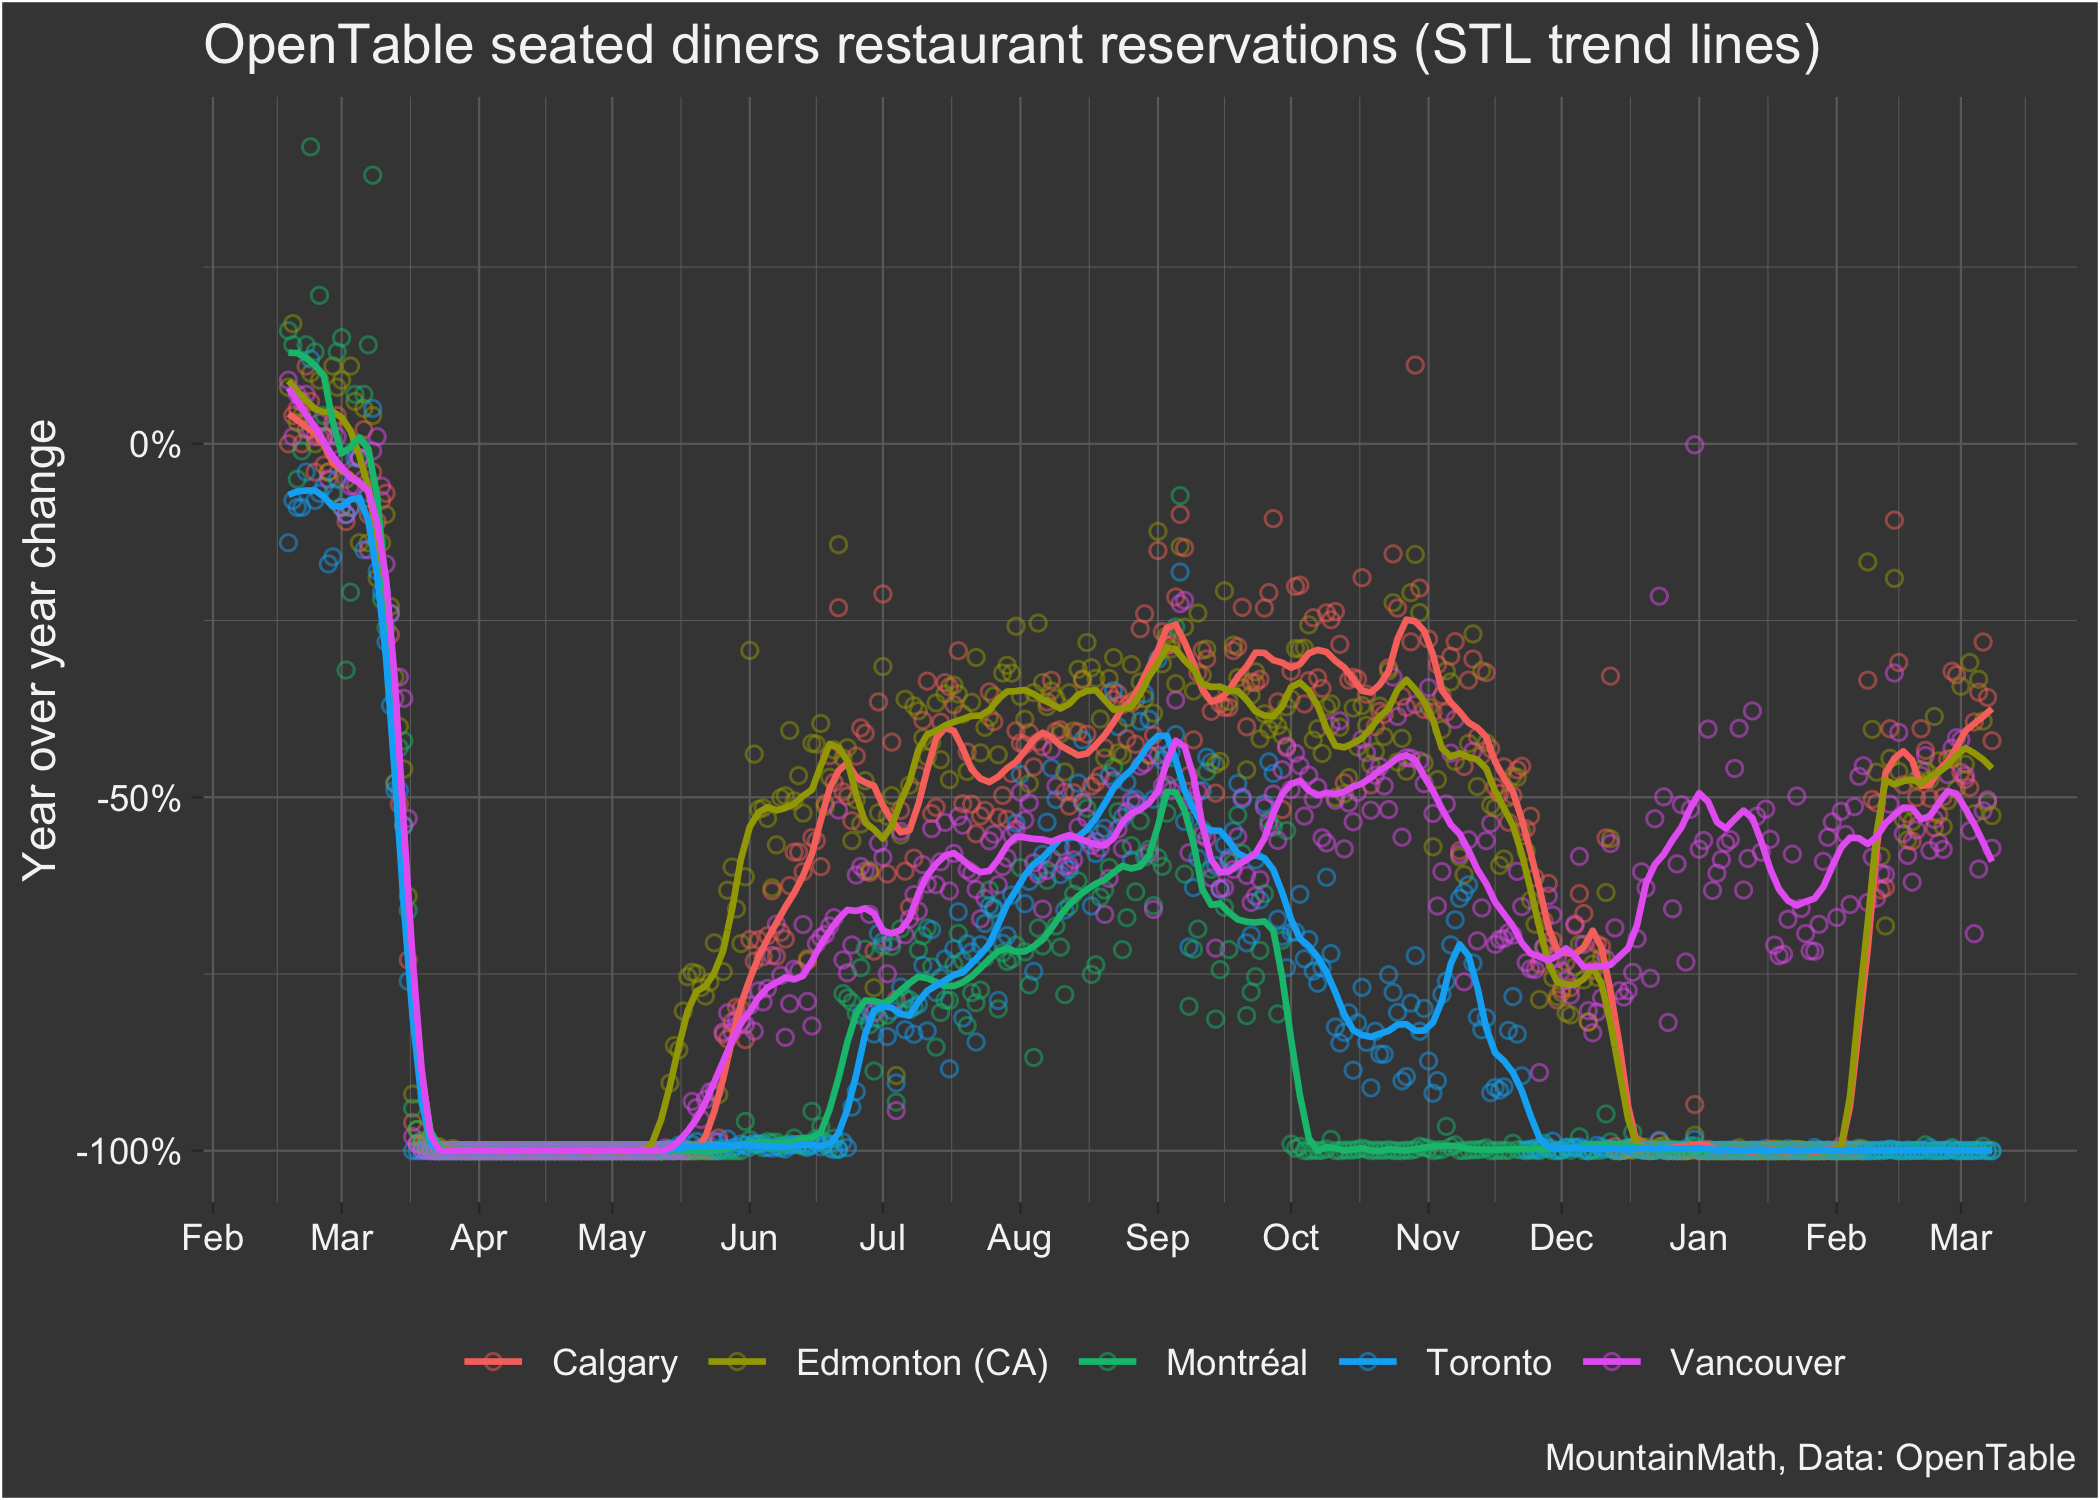 OpenTable seated diners restaurant reservations (STL trend lines)
Year over year change
0%
-50%
-100%
Feb Mar Apr May Jun Jul Aug Sep Oct Nov Dec Jan Feb Mar
Calgary Edmonton (CA) Montréal Toronto Vancouver
MountainMath, Data: OpenTable